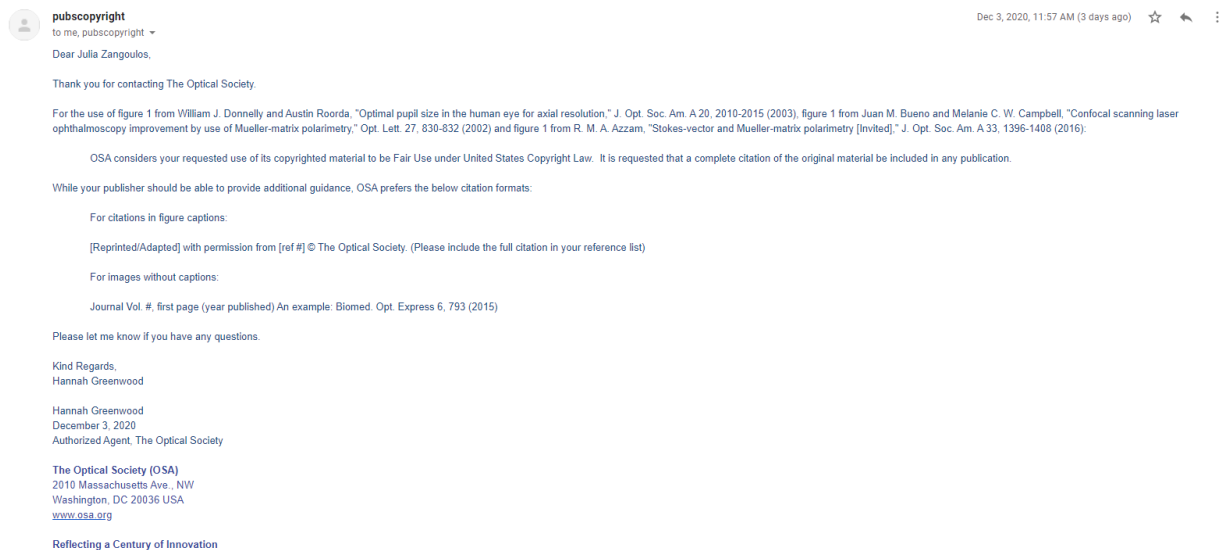 pubscopyright
Dec 3, 2020, 11:57 AM (3 days ago)
to me, pubscopyright
Dear Julia Zangoulos,
Thank you for contacting The Optical Society.
For the use of figure 1 from William J. Donnelly and Austin Roorda, "Optimal pupil size in the human eye for axial resolution," J. Opt. Soc. Am. A 20, 2010-2015 (2003), figure 1 from Juan M. Bueno and Melanie C. W. Campbell, "Confocal scanning laser
ophthalmoscopy improvement by use of Mueller-matrix polarimetry," Opt. Lett. 27, 830-832 (2002) and figure 1 from R. M. A. Azzam, "Stokes-vector and Mueller-matrix polarimetry [Invited]," J. Opt. Soc. Am. A 33, 1396-1408 (2016):
OSA considers your requested use of its copyrighted material to be Fair Use under United States Copyright Law.  It is requested that a complete citation of the original material be included in any publication.
While your publisher should be able to provide additional guidance, OSA prefers the below citation formats:
For citations in figure captions:
[Reprinted/Adapted] with permission from [ref #] © The Optical Society. (Please include the full citation in your reference list)
For images without captions:
Journal Vol. #, first page (year published) An example: Biomed. Opt. Express 6, 793 (2015)
Please let me know if you have any questions.
Kind Regards,
Hannah Greenwood
Hannah Greenwood
December 3, 2020
Authorized Agent, The Optical Society
The Optical Society (OSA)
2010 Massachusetts Ave., NW
Washington, DC 20036 USA
www.osa.org
Reflecting a Century of Innovation